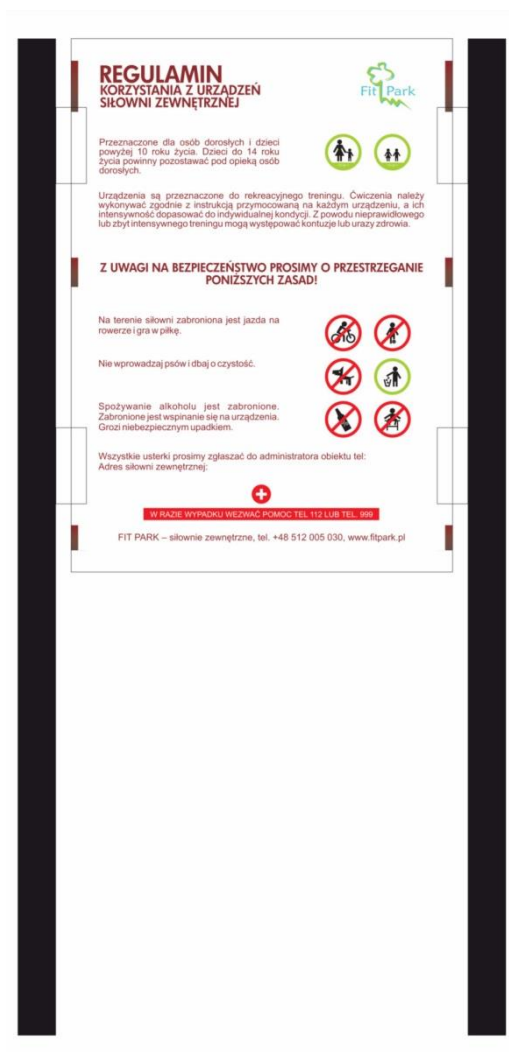 REGULAMIN
KORZYSTANIA Z URZĄDZEŃ
SIŁOWNI ZEWNĘTRZNEJ
Fit Park
Przeznaczone dla osób dorosłych i dzieci
powyżej 10 roku życia. Dzieci do 14 roku
życia powinny pozostawać pod opieką osób
dorosłych.
Urządzenia są przeznaczone do rekreacyjnego treningu. Ćwiczenia należy
wykonywać zgodnie z instrukcją przymocowaną na każdym urządzeniu, a ich
intensywność dopasować do indywidualnej kondycji. Z powodu nieprawidłowego
lub zbyt intensywnego treningu mogą występować kontuzje lub urazy zdrowia.
Z UWAGI NA BEZPIECZEŃSTWO PROSIMY O PRZESTRZEGANIE
PONIŻSZYCH ZASAD!
Na terenie siłowni zabroniona jest jazda na
rowerze i gra w piłkę.
Nie wprowadzaj psów i dbaj o czystość.
Spożywanie alkoholu jest zabronione.
Zabronione jest wspinanie się na urządzenia.
Grozi niebezpiecznym upadkiem.
Wszystkie usterki prosimy zgłaszać do administratora obiektu tel:
Adres siłowni zewnętrznej:
W RAZIE WYPADKU WEZWAĆ POMOC TEL 112 LUB TEL. 999
FIT PARK – siłownie zewnętrzne, tel. +48 512 005 030, www.fitpark.pl